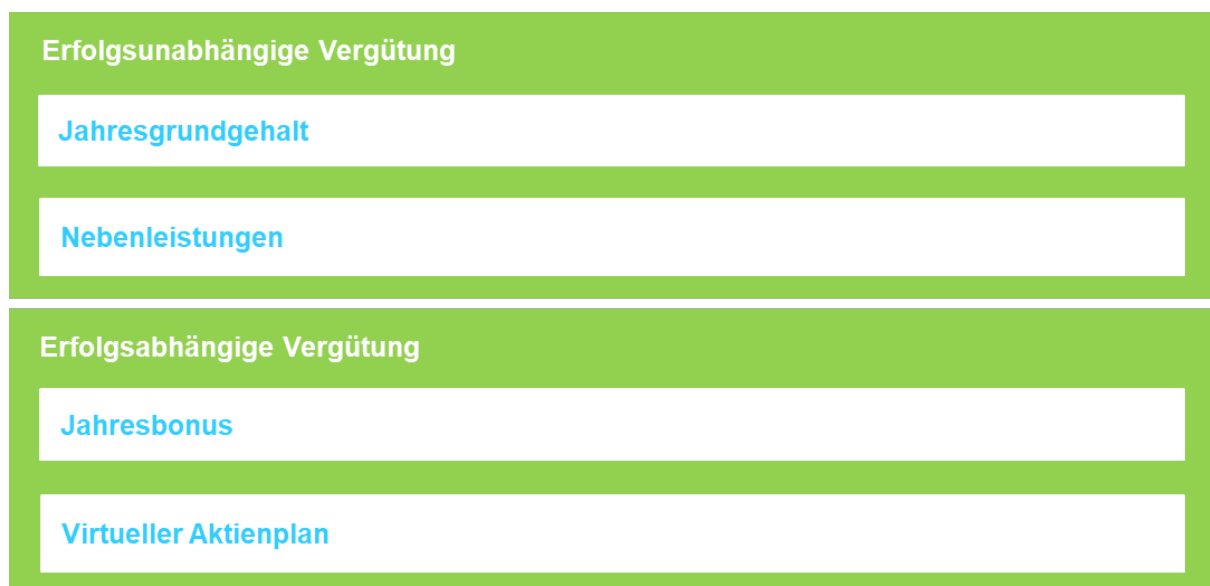 Erfolgsunabhängige Vergütung
Jahresgrundgehalt
Nebenleistungen
Erfolgsabhängige Vergütung
Jahresbonus
Virtueller Aktienplan